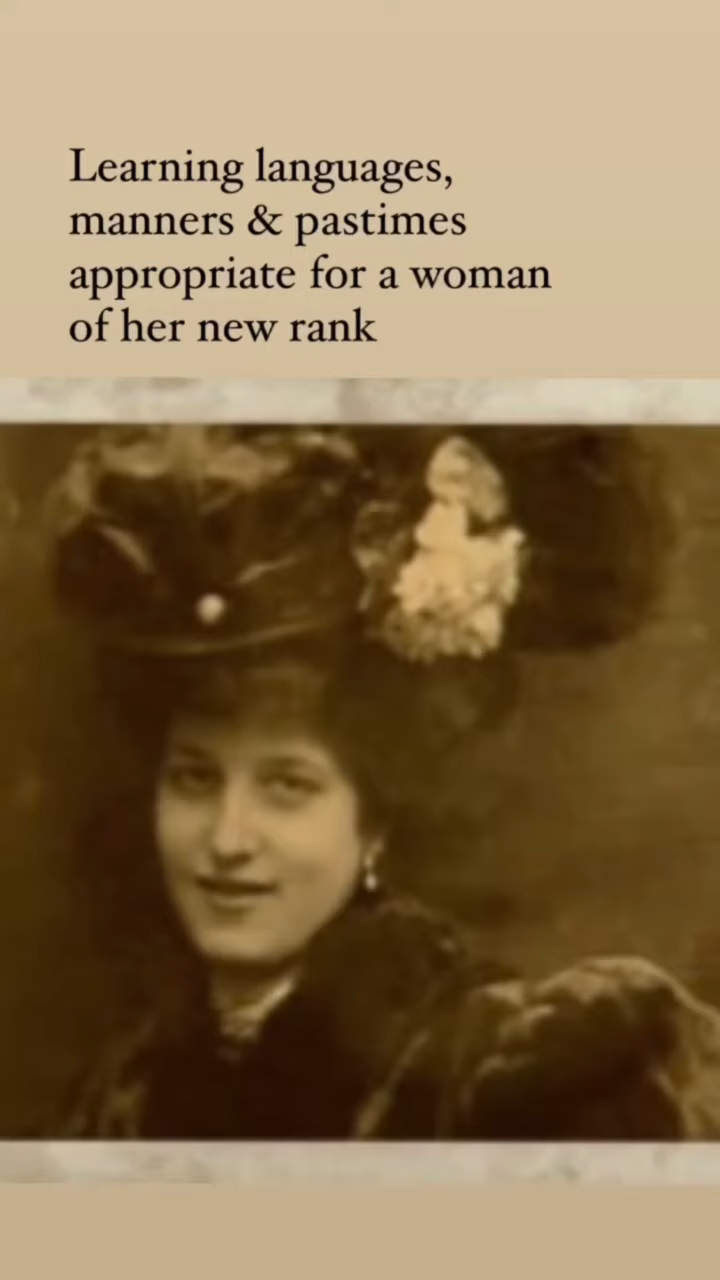 Learning languages,
manners & pastimes
appropriate for a woman
of her new rank